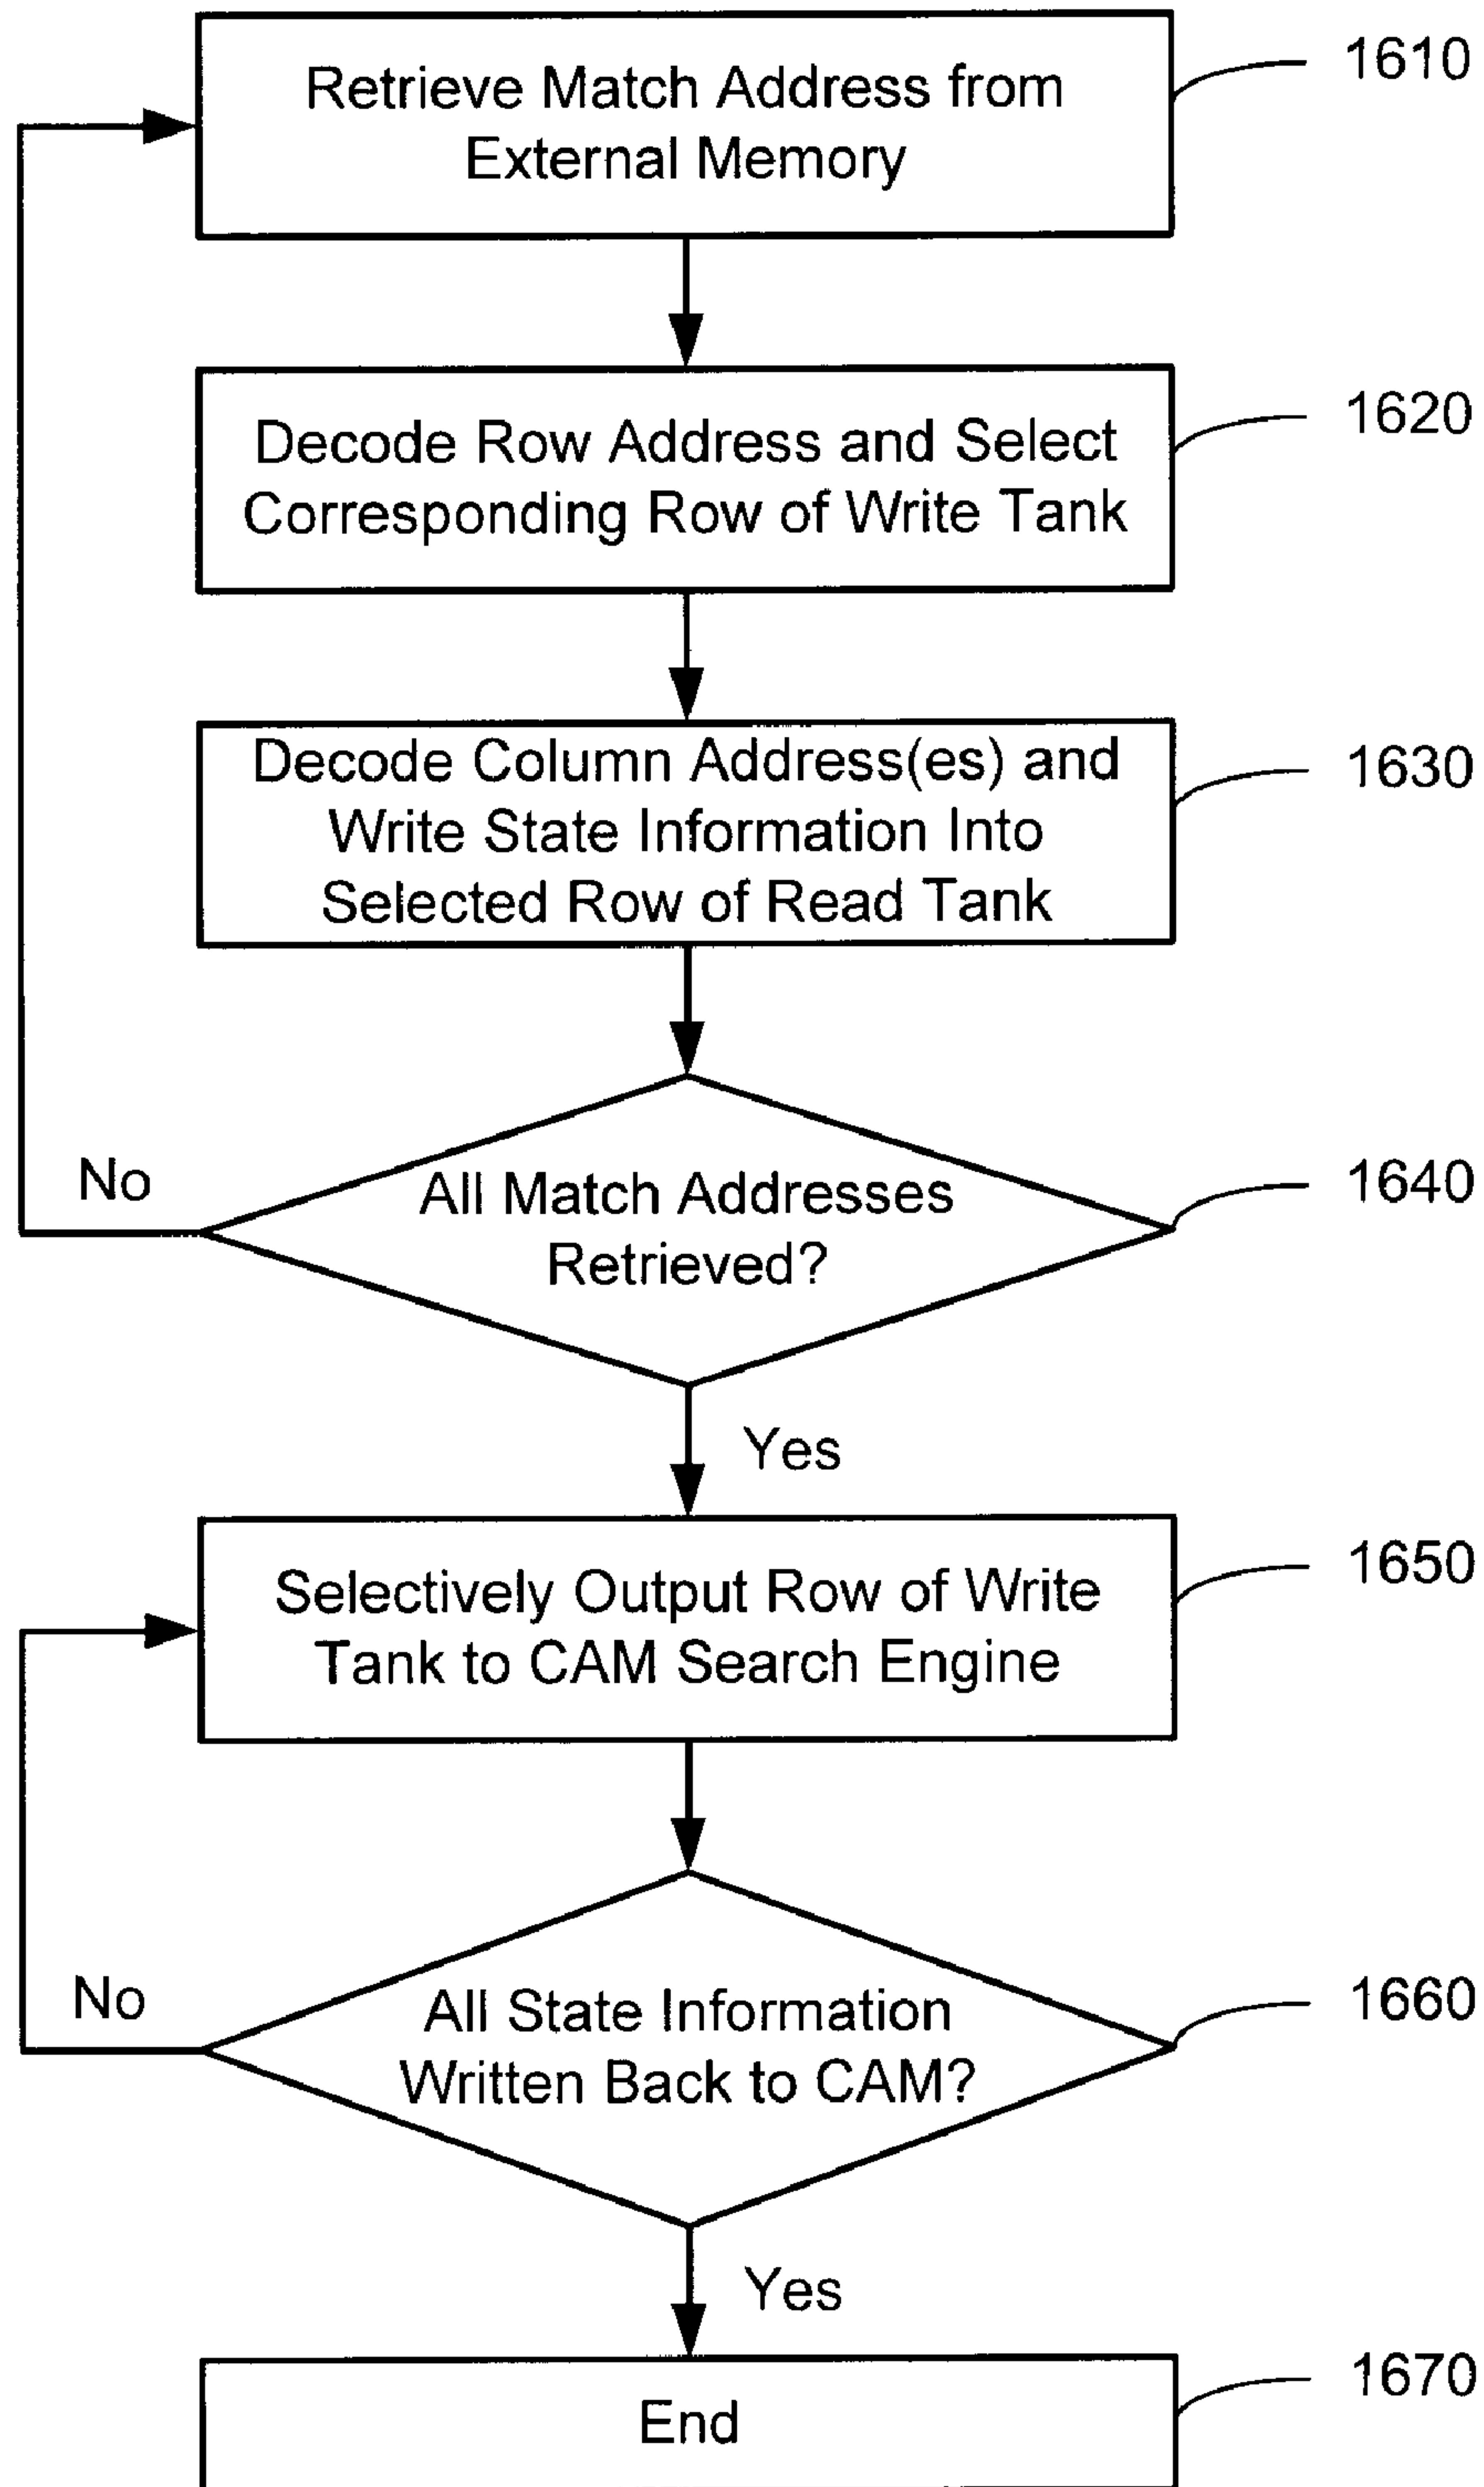 Retrieve Match Address from
External Memory
1610
Decode Row Address and Select
Corresponding Row of Write Tank
1620
Decode Column Address(es) and
Write State Information Into
Selected Row of Read Tank
1630
All Match Addresses
Retrieved?
1640
No
Yes
Selectively Output Row of Write
Tank to CAM Search Engine
1650
All State Information
Written Back to CAM?
1660
No
Yes
End
1670